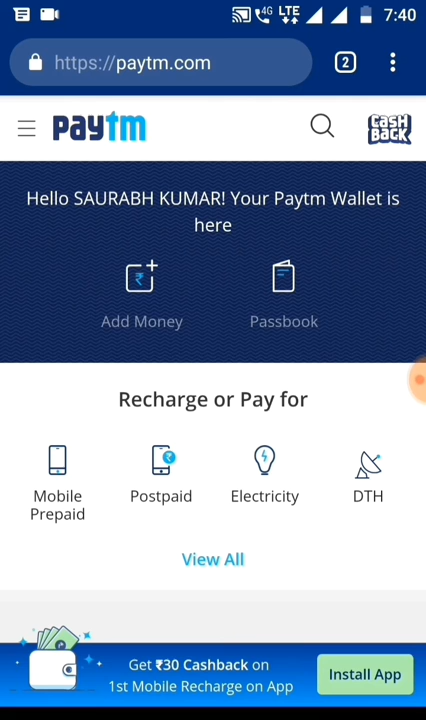 4G LTE 7:40
https://paytm.com 2
paytm CASH
BACK
Hello SAURABH KUMAR! Your Paytm Wallet is
here
Add Money Passbook
Recharge or Pay for
Mobile
Prepaid
Postpaid Electricity DTH
View All
Get ₹30 Cashback on
1st Mobile Recharge on App
Install App